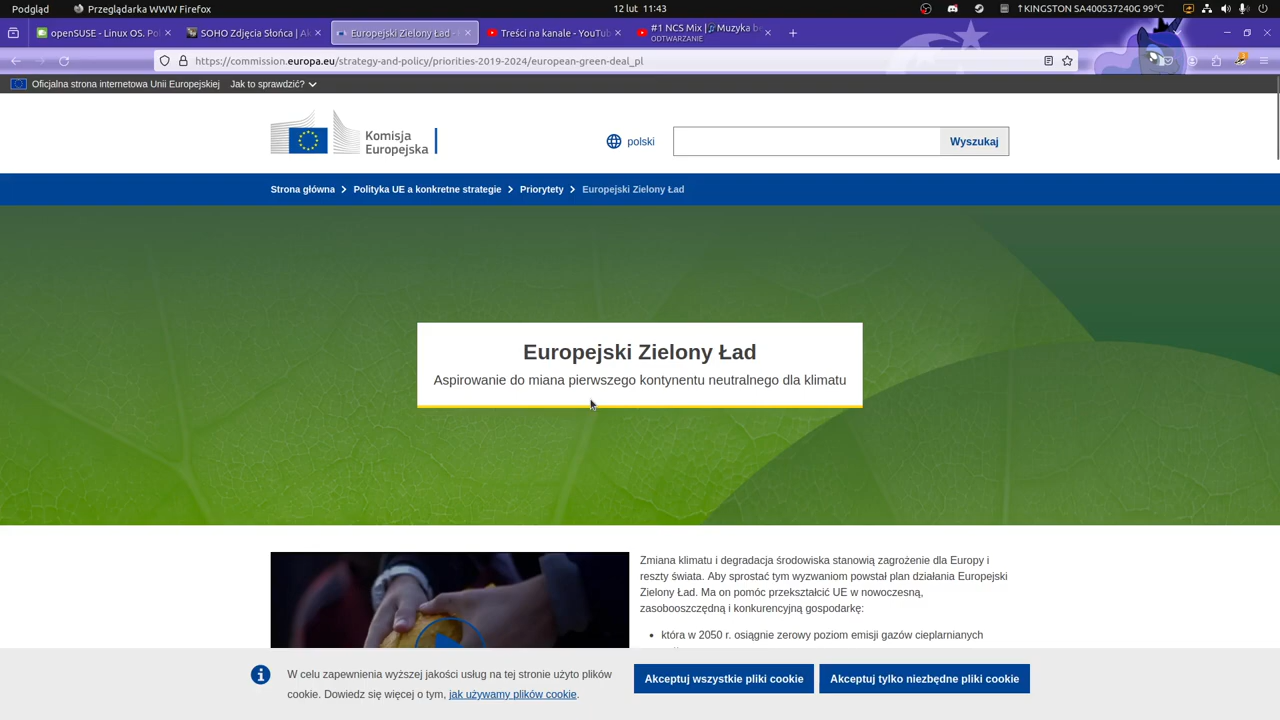 Podgląd Przeglądarka WWW Firefox 12 lut 11:43 ↑KINGSTON SA400S37240G 99°C
openSUSE - Linux OS. Po SOHO Zdjęcia Słońca | Ak Europejski Zielony Ład - Treści na kanale - YouTub #1 NCS Mix | Muzyka be
ODTWARZANIE
https://commission.europa.eu/strategy-and-policy/priorities-2019-2024/european-green-deal_pl
Oficjalna strona internetowa Unii Europejskiej Jak to sprawdzić?
Komisja
Europejska
polski Wyszukaj
Strona główna Polityka UE a konkretne strategie Priorytety Europejski Zielony Ład
Europejski Zielony Ład
Aspirowanie do miana pierwszego kontynentu neutralnego dla klimatu
Zmiana klimatu i degradacja środowiska stanowią zagrożenie dla Europy i
reszty świata. Aby sprostać tym wyzwaniom powstał plan działania Europejski
Zielony Ład. Ma on pomóc przekształcić UE w nowoczesną,
zasobooszczędną i konkurencyjną gospodarkę:
• która w 2050 r. osiągnie zerowy poziom emisji gazów cieplarnianych
W celu zapewnienia wyższej jakości usług na tej stronie użyto plików
cookie. Dowiedz się więcej o tym, jak używamy plików cookie.
Akceptuj wszystkie pliki cookie Akceptuj tylko niezbędne pliki cookie